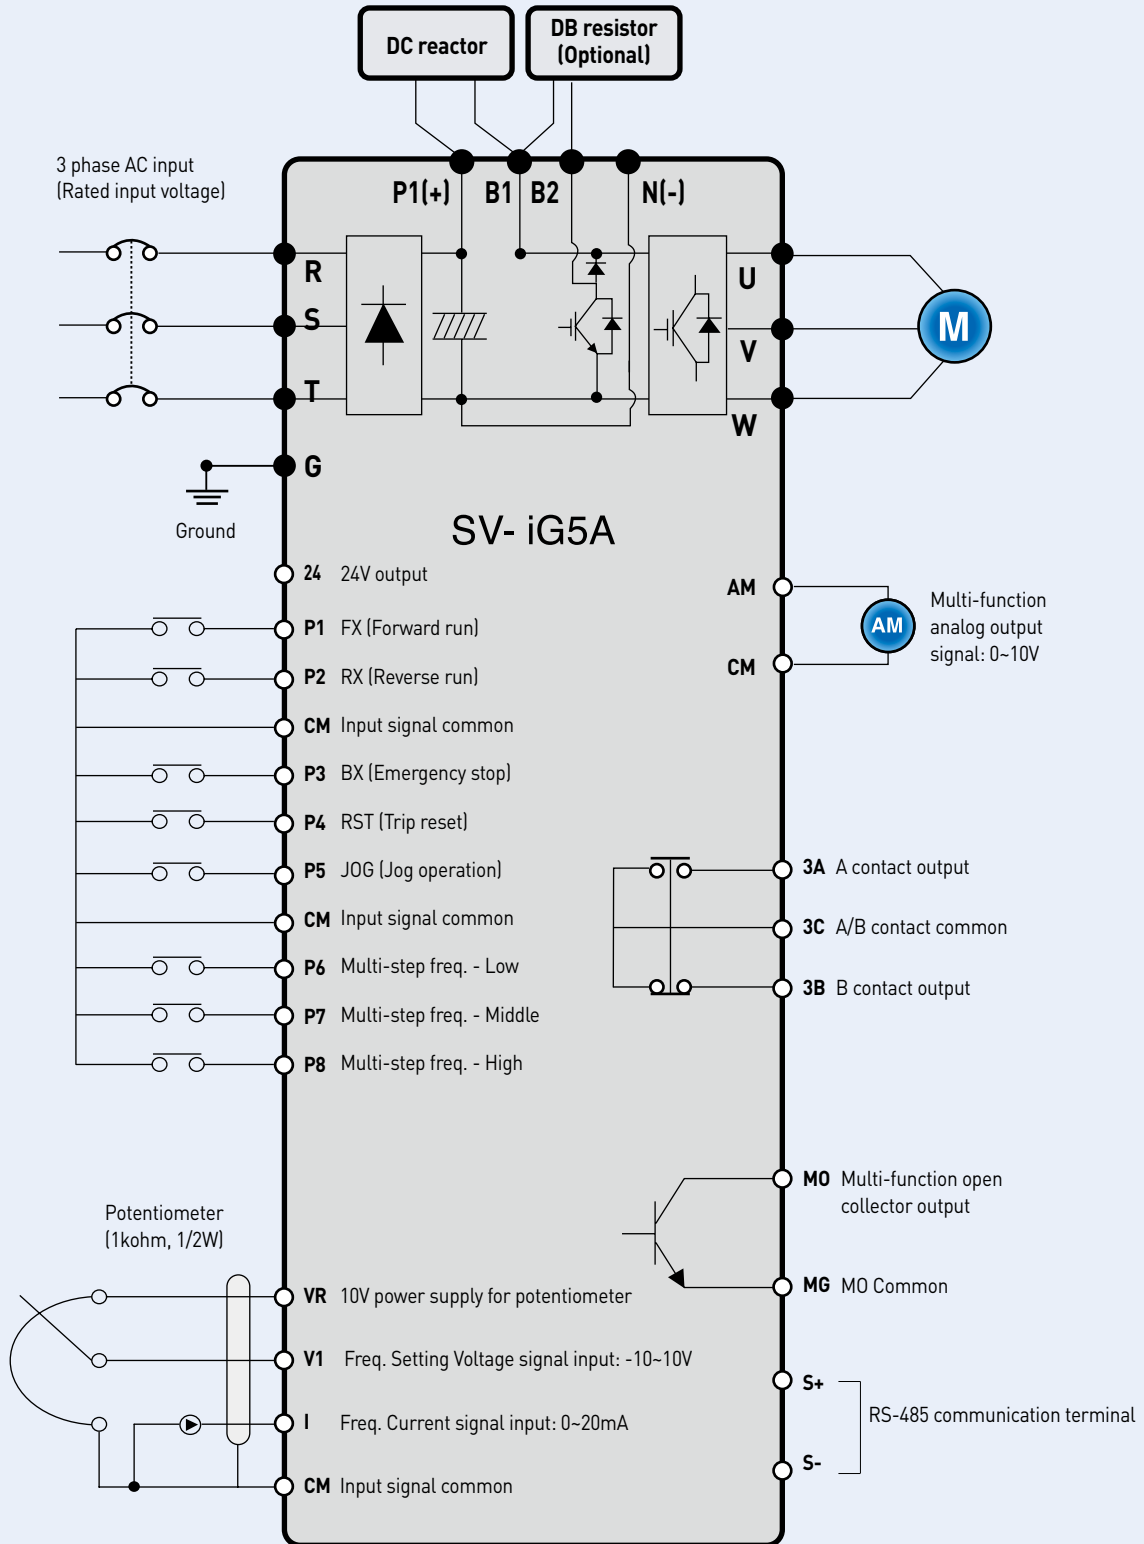 DC reactor
DB resistor
(Optional)
3 phase AC input
(Rated input voltage)
P1(+)
B1
B2
N(-)
R
S
T
G
U
V
W
M
Ground
SV- iG5A
24 24V output
P1 FX (Forward run)
P2 RX (Reverse run)
CM Input signal common
P3 BX (Emergency stop)
P4 RST (Trip reset)
P5 JOG (Jog operation)
CM Input signal common
P6 Multi-step freq. - Low
P7 Multi-step freq. - Middle
P8 Multi-step freq. - High
AM
CM
AM
Multi-function
analog output
signal: 0~10V
3A A contact output
3C A/B contact common
3B B contact output
MO Multi-function open
collector output
MG MO Common
Potentiometer
(1kohm, 1/2W)
VR 10V power supply for potentiometer
V1 Freq. Setting Voltage signal input: -10~10V
I Freq. Current signal input: 0~20mA
CM Input signal common
S+
RS-485 communication terminal
S-